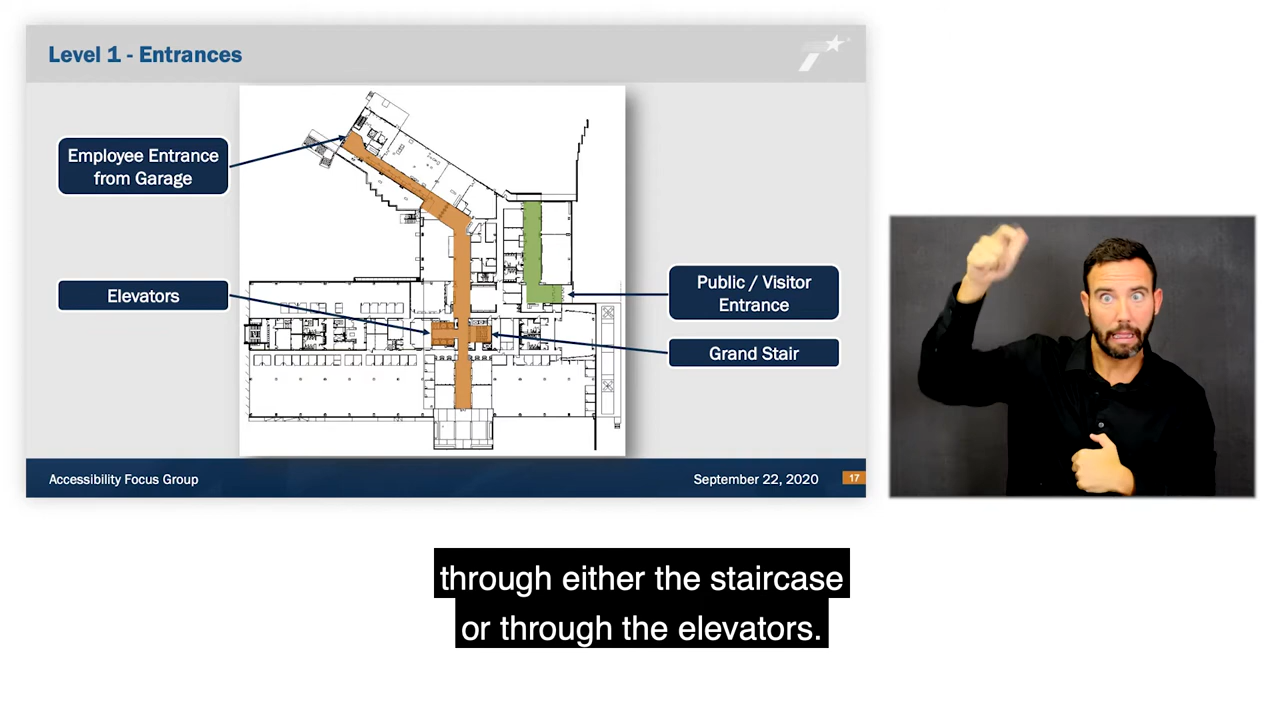 Level 1 - Entrances
Employee Entrance
from Garage
Elevators
Public / Visitor
Entrance
Grand Stair
Accessibility Focus Group
September 22, 2020
17
through either the staircase
or through the elevators.